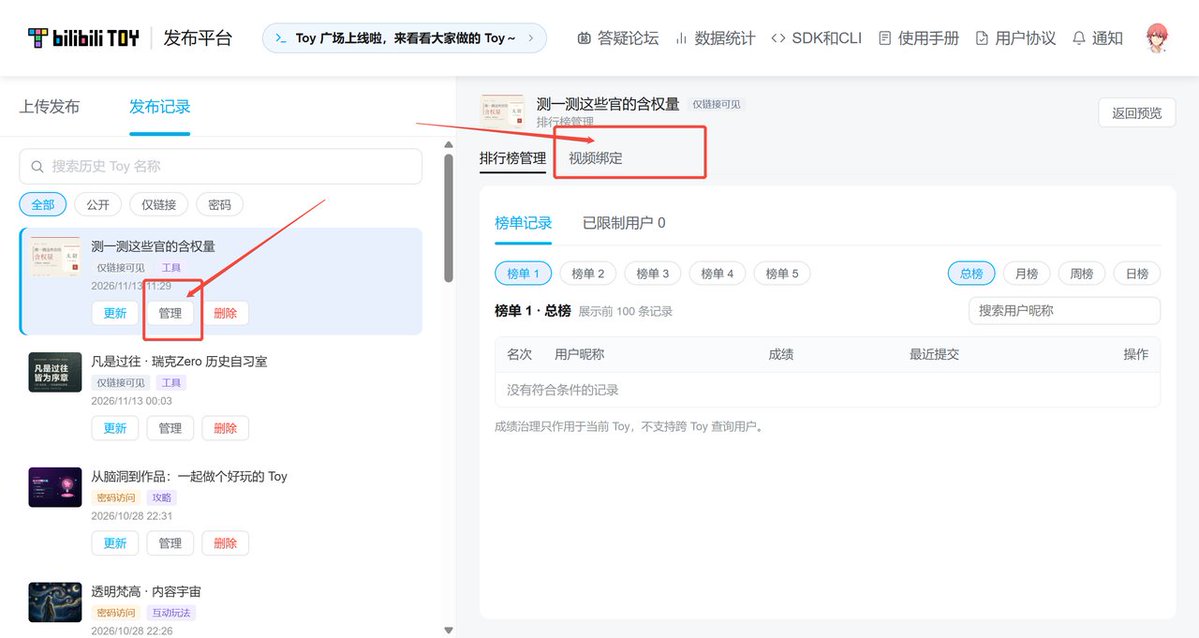 bilibili TOY 发布平台
>_ Toy 广场上线啦，来看看大家做的 Toy ~ >
答疑论坛 数据统计 <> SDK和CLI 使用手册 用户协议 通知
上传发布 发布记录
搜索历史 Toy 名称
全部 公开 仅链接 密码
测一测这些官的含权量
仅链接可见 工具
2026/11/13 11:29
更新 管理 删除
凡是过往
皆为序章
凡是过往 · 瑞克Zero 历史自习室
仅链接可见 工具
2026/11/13 00:03
更新 管理 删除
从脑洞到作品：一起做个好玩的 Toy
密码访问 攻略
2026/10/28 22:31
更新 管理 删除
透明梵高 · 内容宇宙
密码访问 互动玩法
2026/10/28 22:26
测一测这些官的含权量 仅链接可见
排行榜管理
返回预览
排行榜管理 视频绑定
榜单记录 已限制用户 0
榜单 1 榜单 2 榜单 3 榜单 4 榜单 5
总榜 月榜 周榜 日榜
榜单 1 · 总榜 展示前 100 条记录
搜索用户昵称
名次 用户昵称 成绩 最近提交 操作
没有符合条件的记录
成绩治理只作用于当前 Toy，不支持跨 Toy 查询用户。